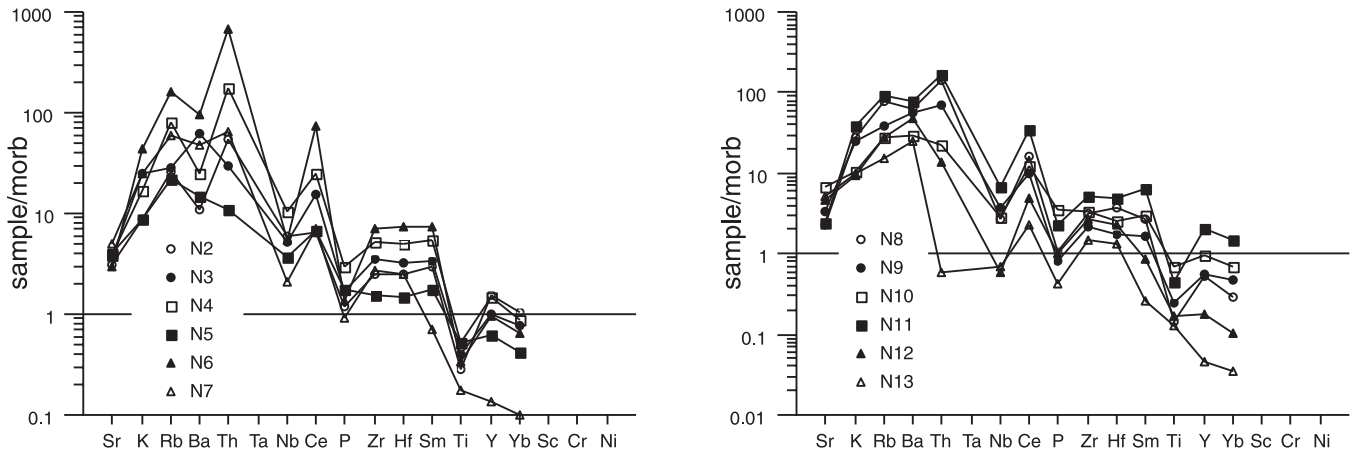 1000
100
10
1
0.1
sample/morb
N2
N3
N4
N5
N6
N7
Sr K Rb Ba Th Ta Nb Ce P Zr Hf Sm Ti Y Yb Sc Cr Ni
1000
100
10
1
0.1
0.01
sample/morb
N8
N9
N10
N11
N12
N13
Sr K Rb Ba Th Ta Nb Ce P Zr Hf Sm Ti Y Yb Sc Cr Ni